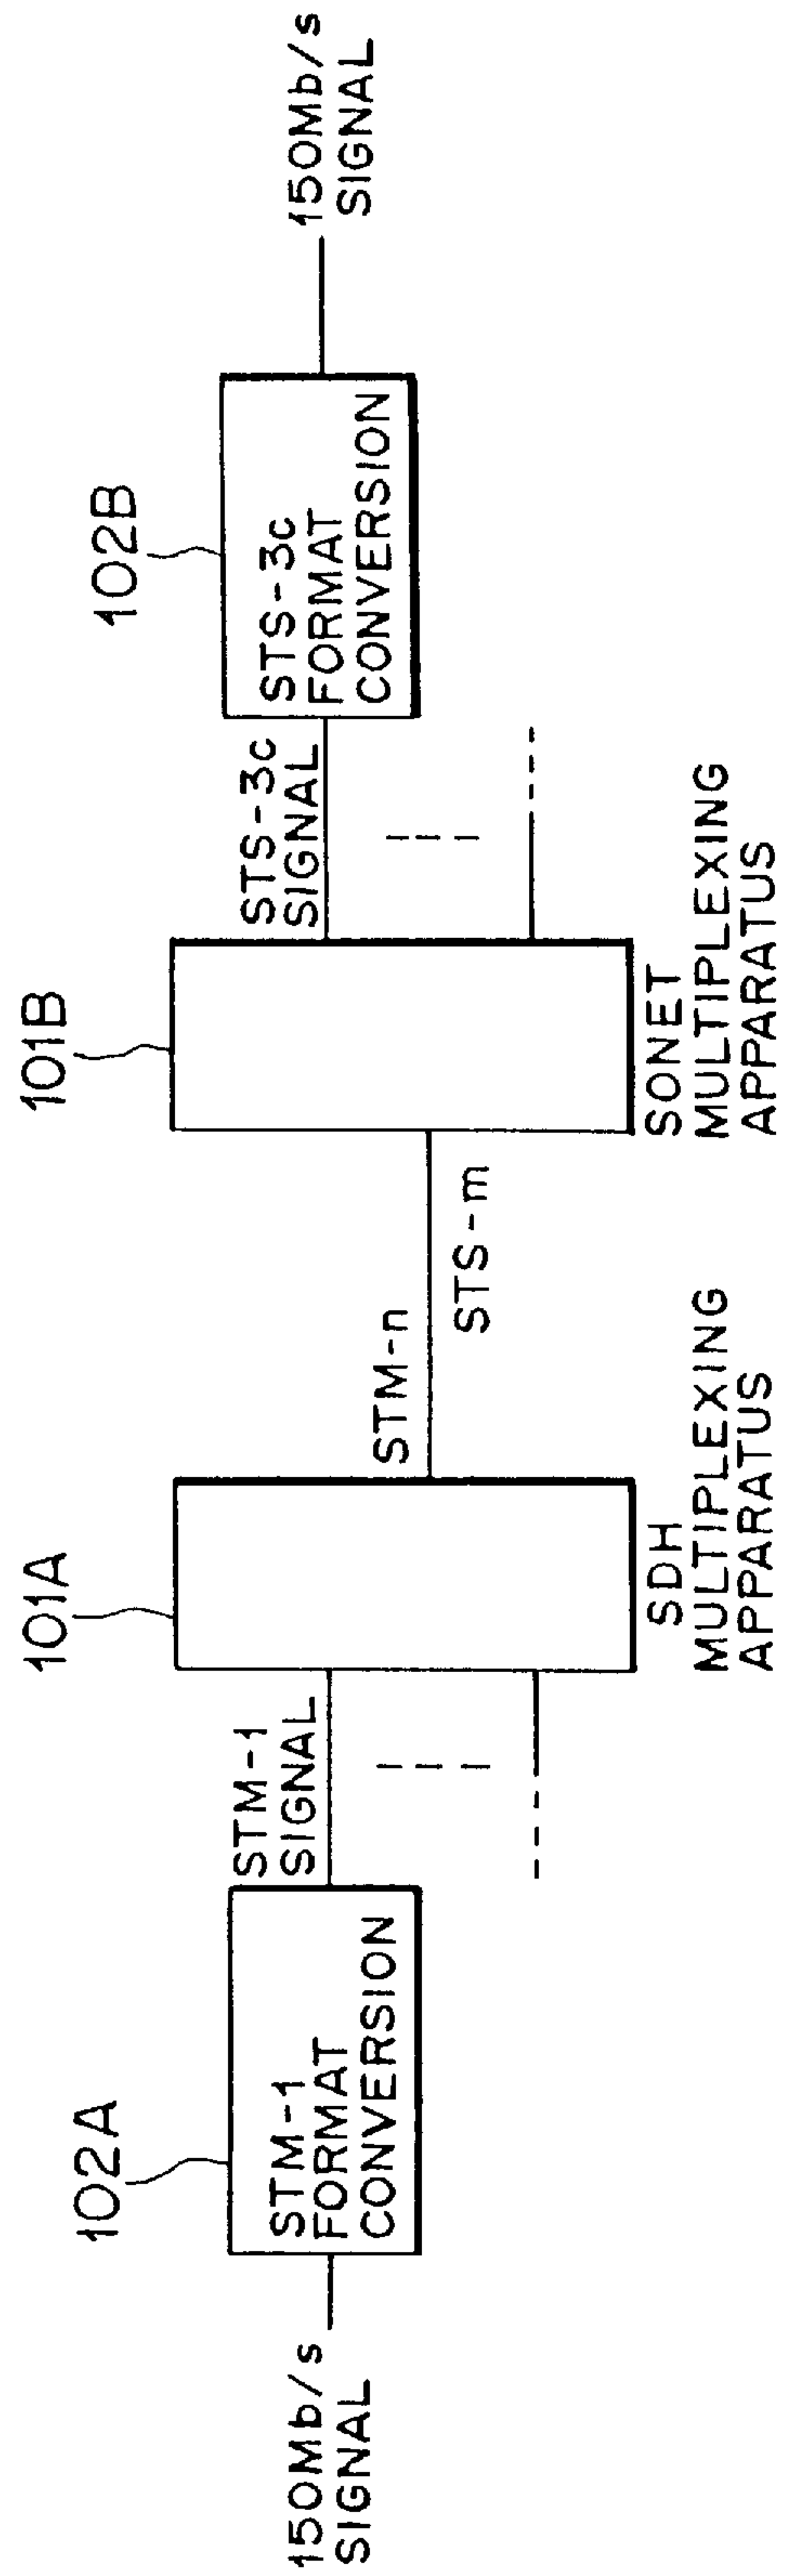 150Mb/s
SIGNAL
102A
STM-1
FORMAT
CONVERSION
STM-1
SIGNAL
101A
SDH
MULTIPLEXING
APPARATUS
STM-n
STS-m
101B
SONET
MULTIPLEXING
APPARATUS
STS-3c
SIGNAL
102B
STS-3c
FORMAT
CONVERSION
150Mb/s
SIGNAL